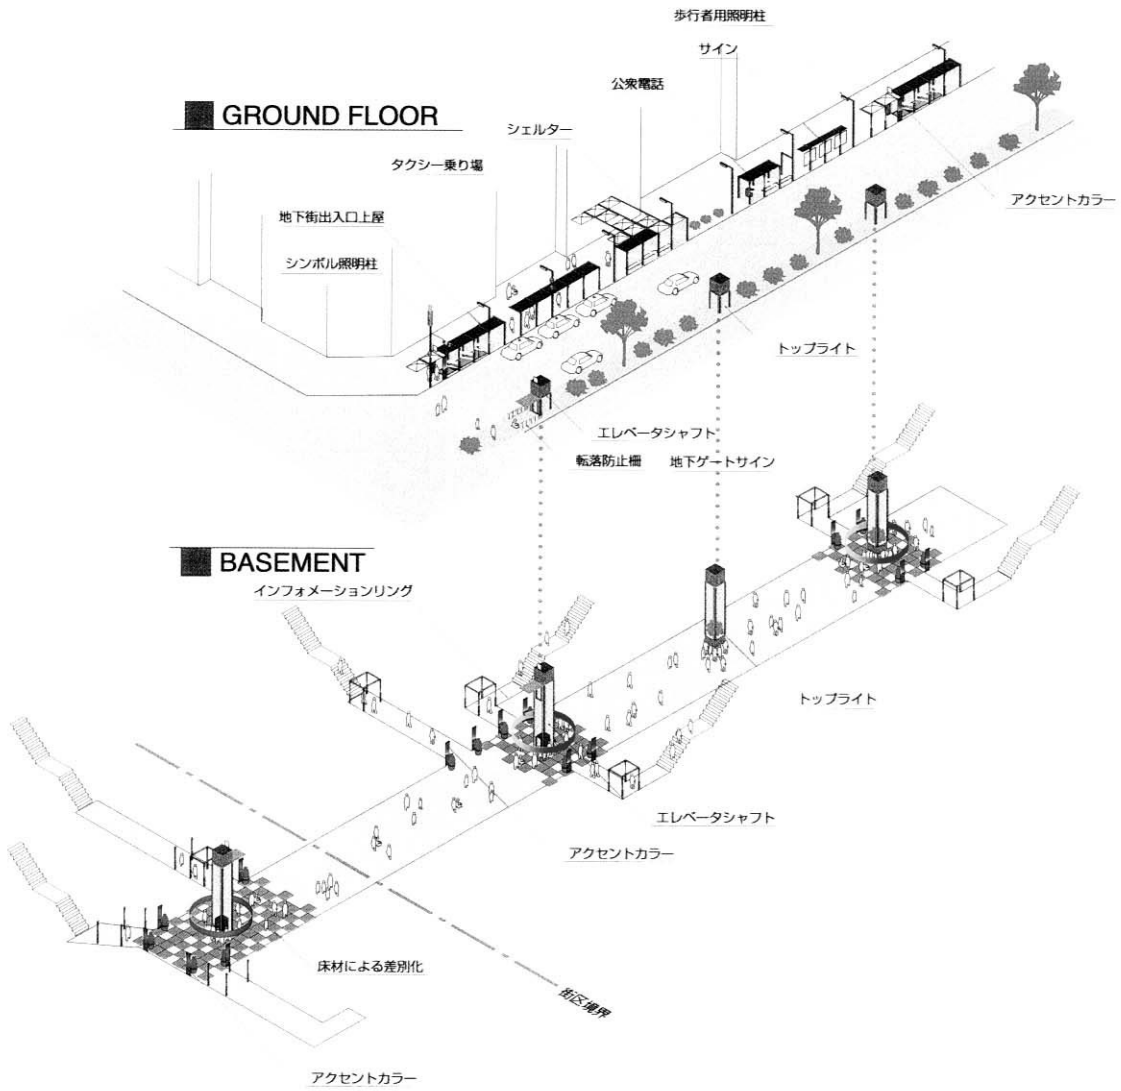 歩行者用照明柱
サイン
公衆電話
GROUND FLOOR
シェルター
タクシー乗り場
アクセントカラー
地下街出入口上屋
シンボル照明柱
トップライト
エレベータシャフト
転落防止柵 地下ゲートサイン
BASEMENT
インフォメーションリング
トップライト
エレベータシャフト
アクセントカラー
床材による差別化
街区境界
アクセントカラー